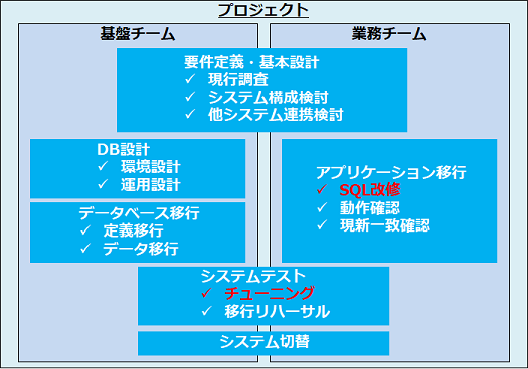 プロジェクト
基盤チーム
業務チーム
要件定義・基本設計
✓ 現行調査
✓ システム構成検討
✓ 他システム連携検討
DB設計
✓ 環境設計
✓ 運用設計
データベース移行
✓ 定義移行
✓ データ移行
アプリケーション移行
✓ SQL改修
✓ 動作確認
✓ 現新一致確認
システムテスト
✓ チューニング
✓ 移行リハーサル
システム切替